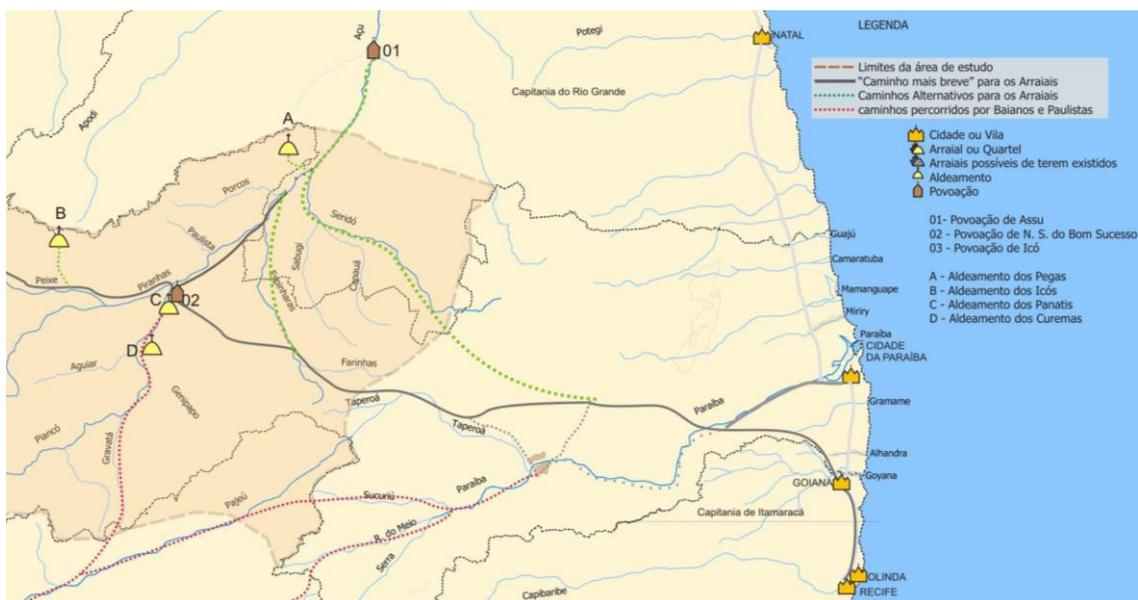 LEGENDA
Limites da área de estudo
"Caminho mais breve" para os Arraiais
Caminhos Alternativos para os Arraiais
caminhos percorridos por Baianos e Paulistas
Cidade ou Vila
Arraial ou Quartel
Arraiais possíveis de terem existidos
Aldeamento
Povoação
01- Povoação de Assu
02 - Povoação de N. S. do Bom Sucesso
03 - Povoação de Icó
A - Aldeamento dos Pegas
B - Aldeamento dos Icós
C - Aldeamento dos Panatis
D - Aldeamento dos Curemas
Açu
01
Potegi
NATAL
Capitania do Rio Grande
Apodi
A
Porcos
B
Paulista
Seridó
Sabugi
Espinharas
Peixe
Piranhas
C
02
D
Aguiar
Genipapo
Farinhas
Piancó
Gravatá
Taperoá
Taperoá
Paraíba
Guajú
Camaratuba
Mamanguape
Miriry
Paraíba
CIDADE
DA PARAÍBA
Gramame
Alhandra
Goyana
GOIANA
Capitania de Itamaracá
Pajeú
Sucuriú
Paraíba
R. do Meio
Serra
Capibaribe
OLINDA
RECIFE